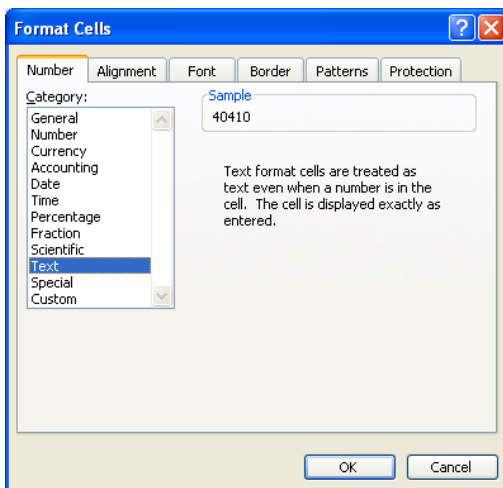 Format Cells
Number Alignment Font Border Patterns Protection
Category:
General
Number
Currency
Accounting
Date
Time
Percentage
Fraction
Scientific
Text
Special
Custom
Sample
40410
Text format cells are treated as
text even when a number is in the
cell. The cell is displayed exactly as
entered.
OK Cancel